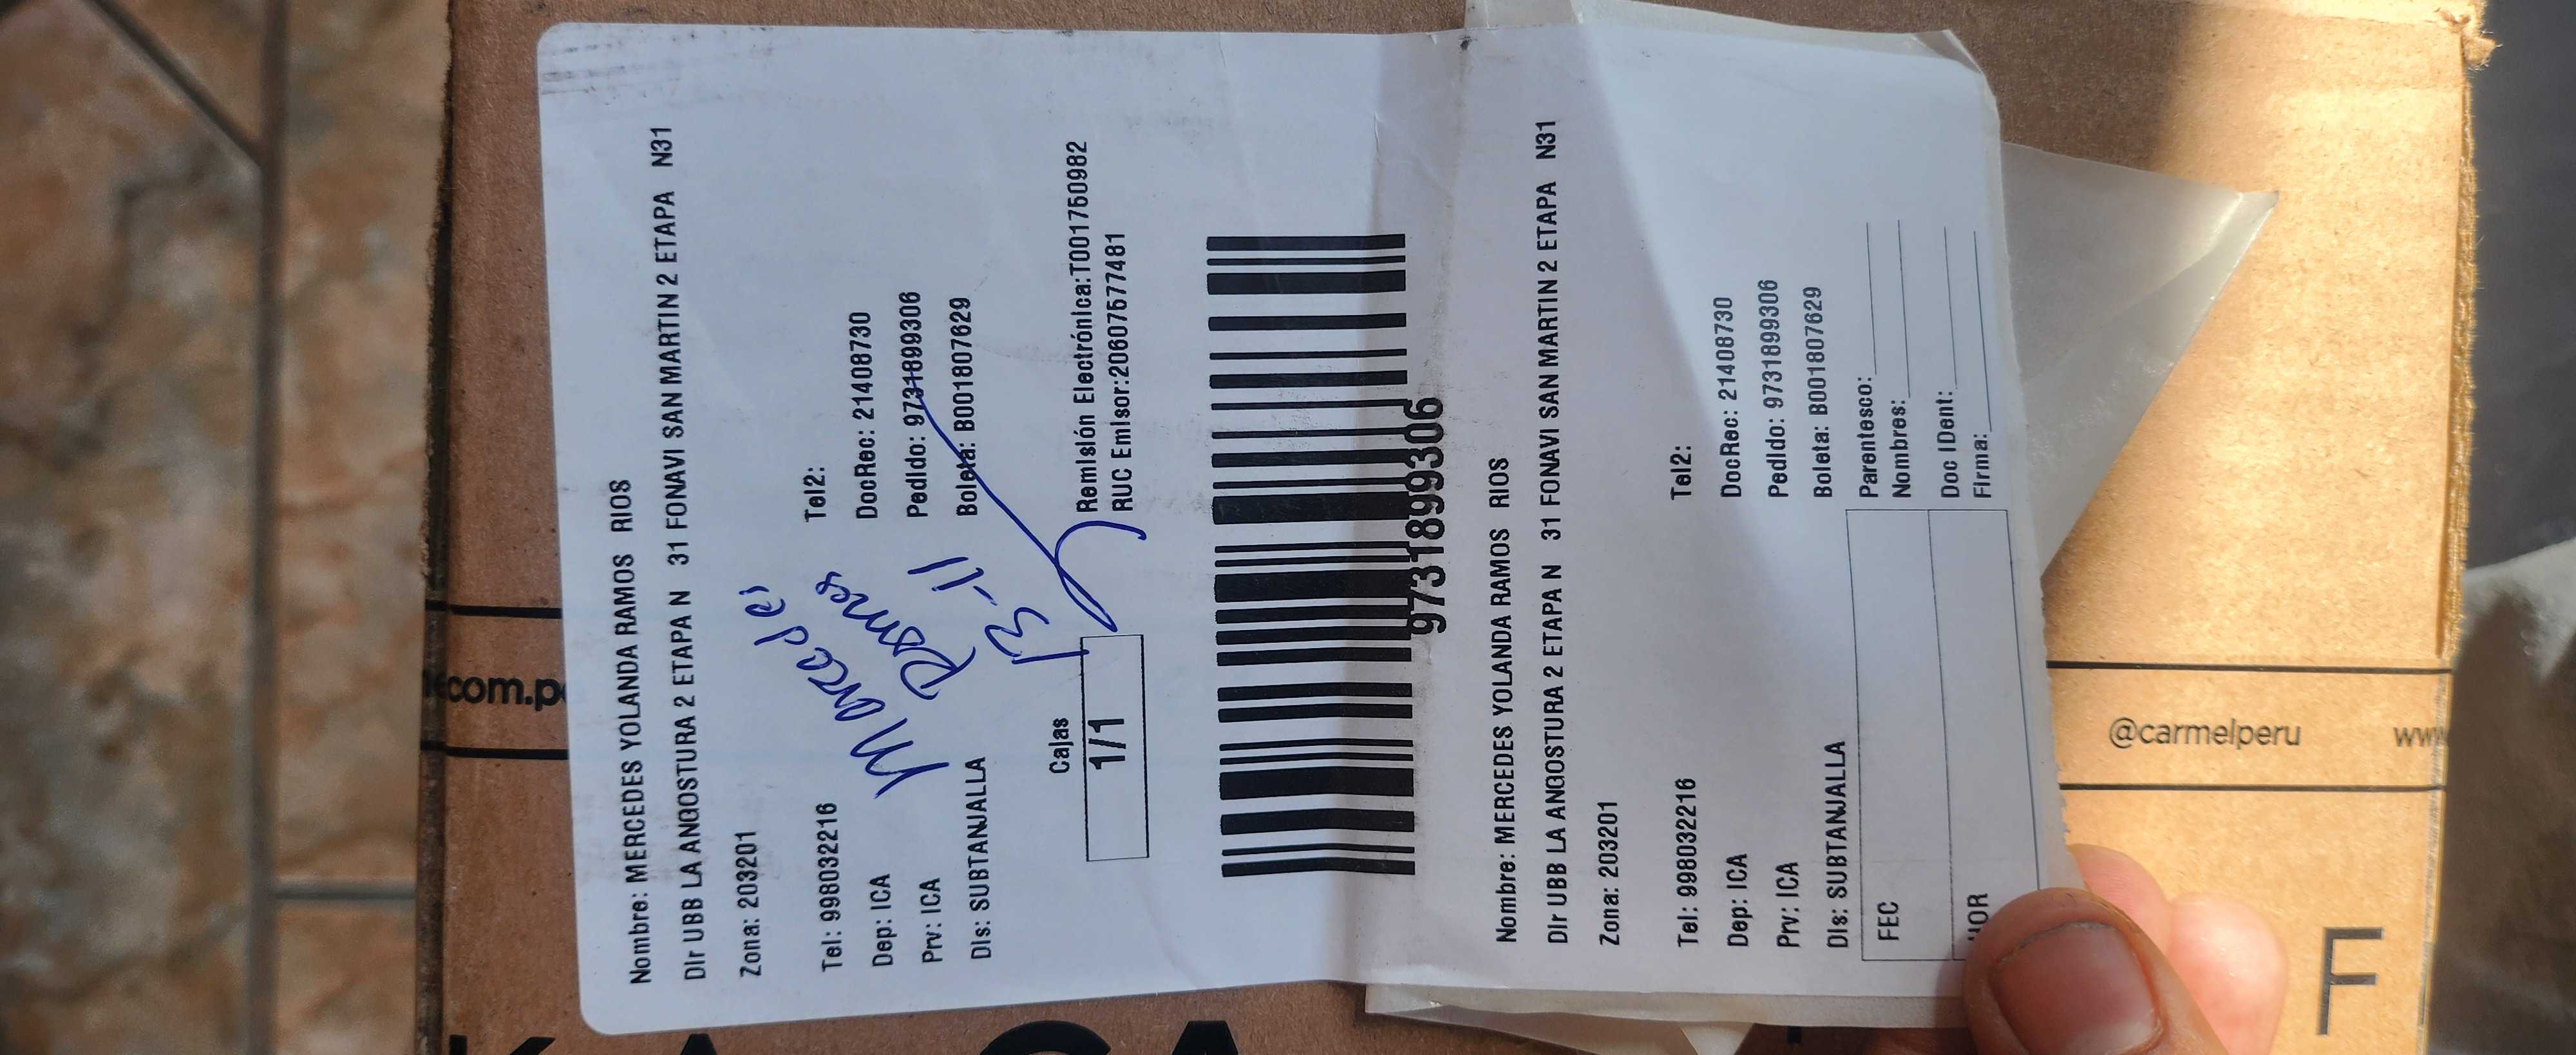 Nombre: MERCEDES YOLANDA RAMOS RIOS
Dir UBB LA ANGOSTURA 2 ETAPA N 31 FONAVI SAN MARTIN 2 ETAPA N31
Zona: 203201
Tel: 998032216 Tel2:
Dep: ICA DocRec: 21408730
Prv: ICA Pedido: 9731899306
Dis: SUBTANJALLA Boleta: B001807629
Mercedes
Ramos
13-11
Cajas
1/1
Remisión Electrónica:T001750982
RUC Emisor:20607577481
9731899306
Nombre: MERCEDES YOLANDA RAMOS RIOS
Dir UBB LA ANGOSTURA 2 ETAPA N 31 FONAVI SAN MARTIN 2 ETAPA N31
Zona: 203201
Tel: 998032216 Tel2:
Dep: ICA DocRec: 21408730
Prv: ICA Pedido: 9731899306
Dis: SUBTANJALLA Boleta: B001807629
FEC
HOR
Parentesco:
Nombres:
Doc IDent:
Firma:
com.p
@carmelperu www
F